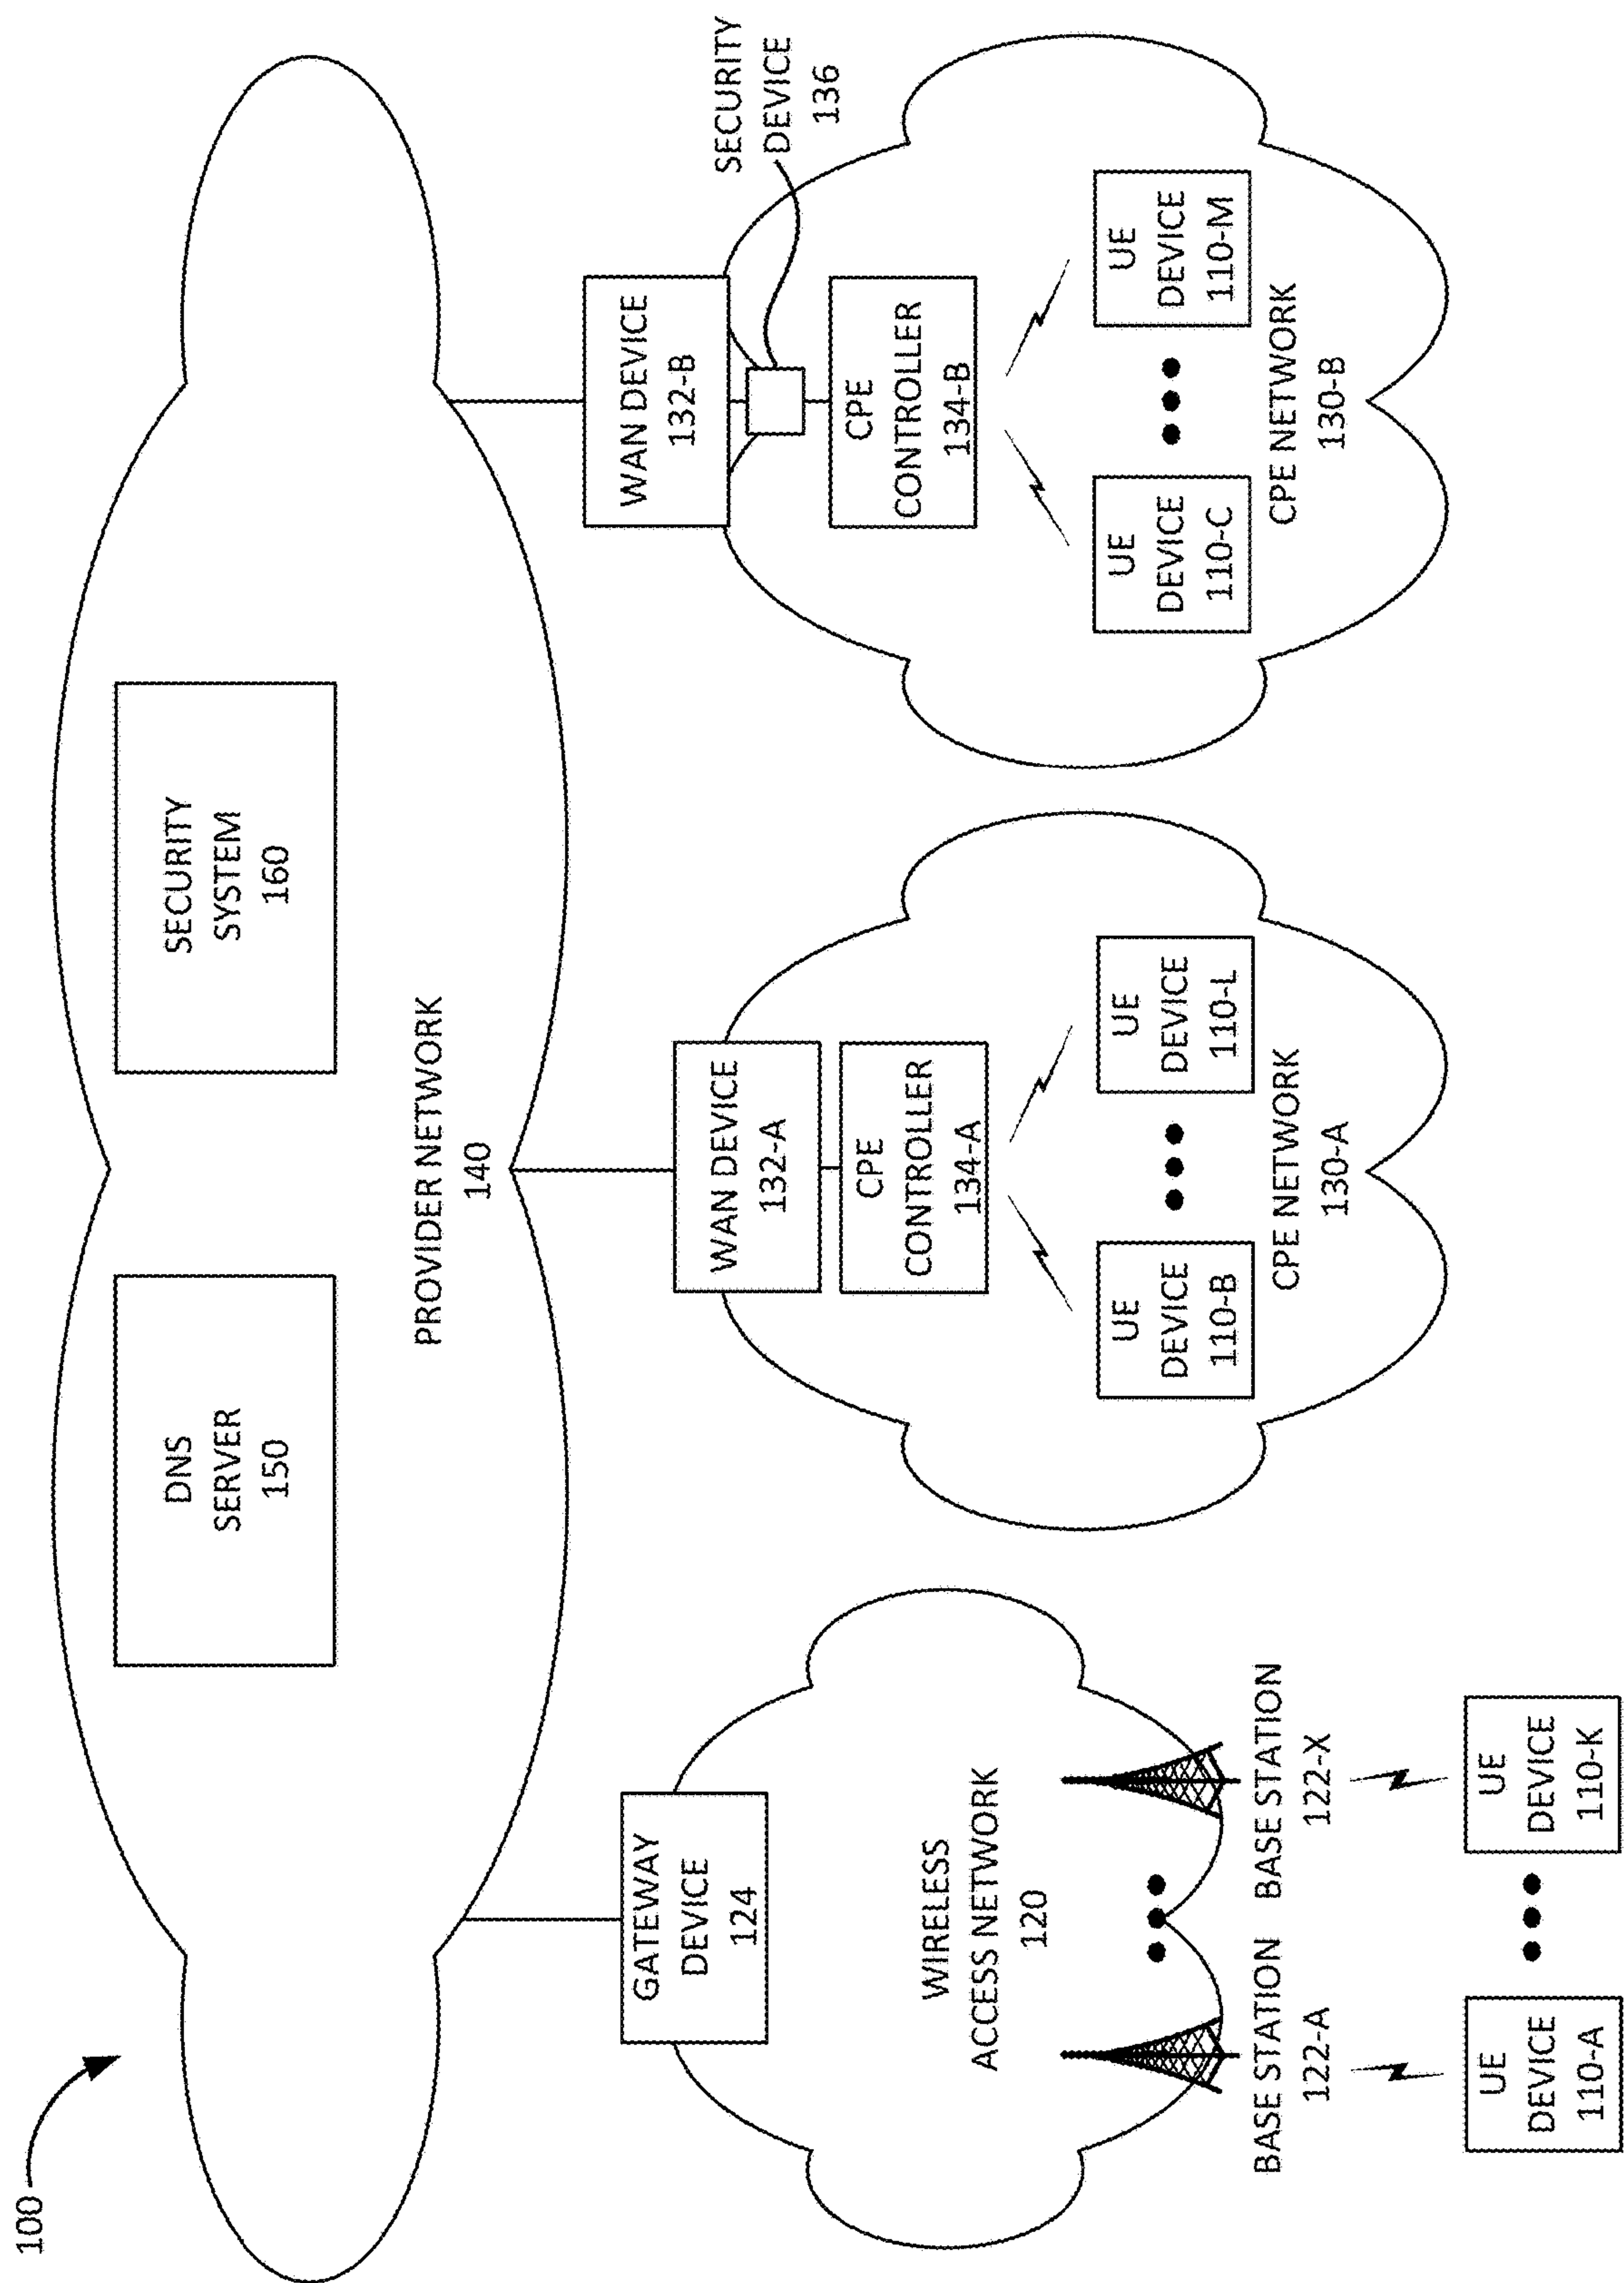 100
DNS
SERVER
150
SECURITY
SYSTEM
160
PROVIDER NETWORK
140
GATEWAY
DEVICE
124
WIRELESS
ACCESS NETWORK
120
BASE STATION
122-A
BASE STATION
122-X
UE
DEVICE
110-A
UE
DEVICE
110-K
WAN DEVICE
132-A
CPE
CONTROLLER
134-A
UE
DEVICE
110-B
UE
DEVICE
110-L
CPE NETWORK
130-A
WAN DEVICE
132-B
SECURITY
DEVICE
136
CPE
CONTROLLER
134-B
UE
DEVICE
110-C
UE
DEVICE
110-M
CPE NETWORK
130-B